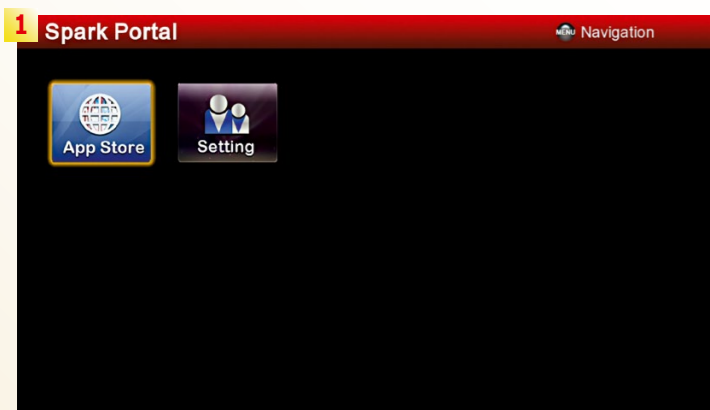 1
Spark Portal
MENU Navigation
App Store
Setting